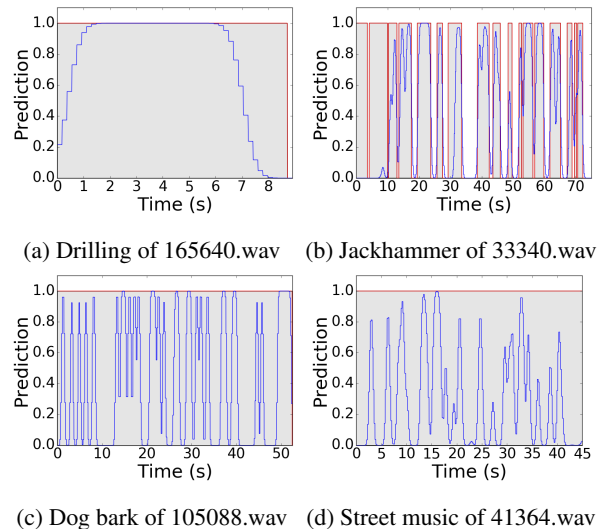 1.0
0.8
0.6
0.4
0.2
0.0
Prediction
0 1 2 3 4 5 6 7 8
Time (s)
(a) Drilling of 165640.wav
1.0
0.8
0.6
0.4
0.2
0.0
Prediction
0 10 20 30 40 50 60 70
Time (s)
(b) Jackhammer of 33340.wav
1.0
0.8
0.6
0.4
0.2
0.0
Prediction
0 10 20 30 40 50
Time (s)
(c) Dog bark of 105088.wav
1.0
0.8
0.6
0.4
0.2
0.0
Prediction
0 5 10 15 20 25 30 35 40 45
Time (s)
(d) Street music of 41364.wav